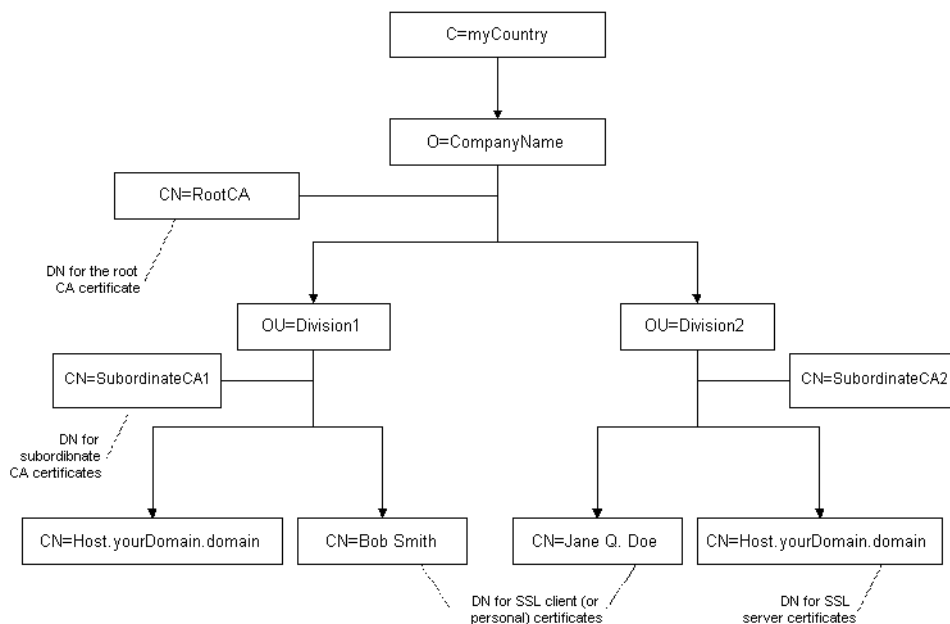 C=myCountry
O=CompanyName
CN=RootCA
DN for the root
CA certificate
OU=Division1
OU=Division2
CN=SubordinateCA1
CN=SubordinateCA2
DN for
subordibnate
CA certificates
CN=Host.yourDomain.domain
CN=Bob Smith
CN=Jane Q. Doe
CN=Host.yourDomain.domain
DN for SSL client (or
personal) certificates
DN for SSL
server certificates